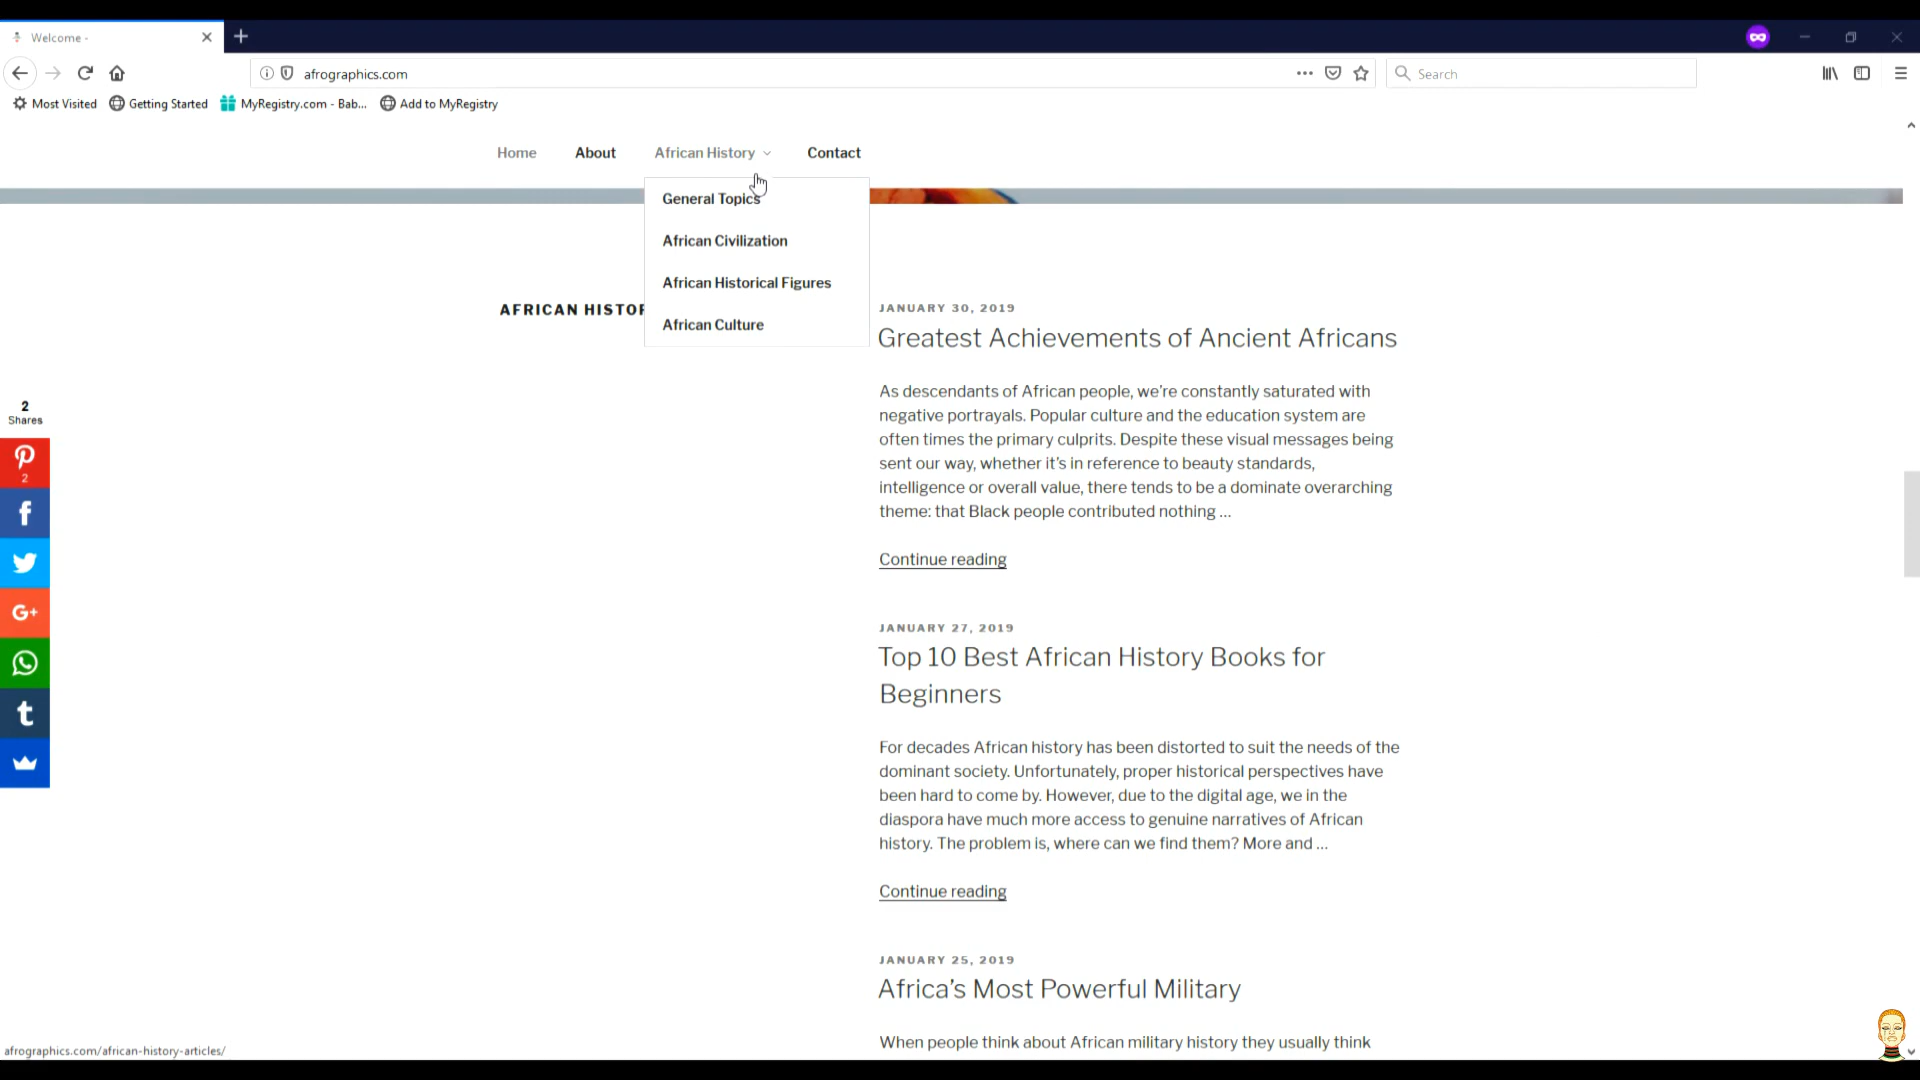 Welcome -
afrographics.com
Search
Most Visited
Getting Started
MyRegistry.com - Bab...
Add to MyRegistry
Home
About
African History
Contact
General Topics
African Civilization
African Historical Figures
African Culture
AFRICAN HISTOR
JANUARY 30, 2019
Greatest Achievements of Ancient Africans
As descendants of African people, we're constantly saturated with
negative portrayals. Popular culture and the education system are
often times the primary culprits. Despite these visual messages being
sent our way, whether it's in reference to beauty standards,
intelligence or overall value, there tends to be a dominate overarching
theme: that Black people contributed nothing ...
Continue reading
2
Shares
2
G+
JANUARY 27, 2019
Top 10 Best African History Books for
Beginners
For decades African history has been distorted to suit the needs of the
dominant society. Unfortunately, proper historical perspectives have
been hard to come by. However, due to the digital age, we in the
diaspora have much more access to genuine narratives of African
history. The problem is, where can we find them? More and ...
Continue reading
JANUARY 25, 2019
Africa's Most Powerful Military
When people think about African military history they usually think
afrographics.com/african-history-articles/